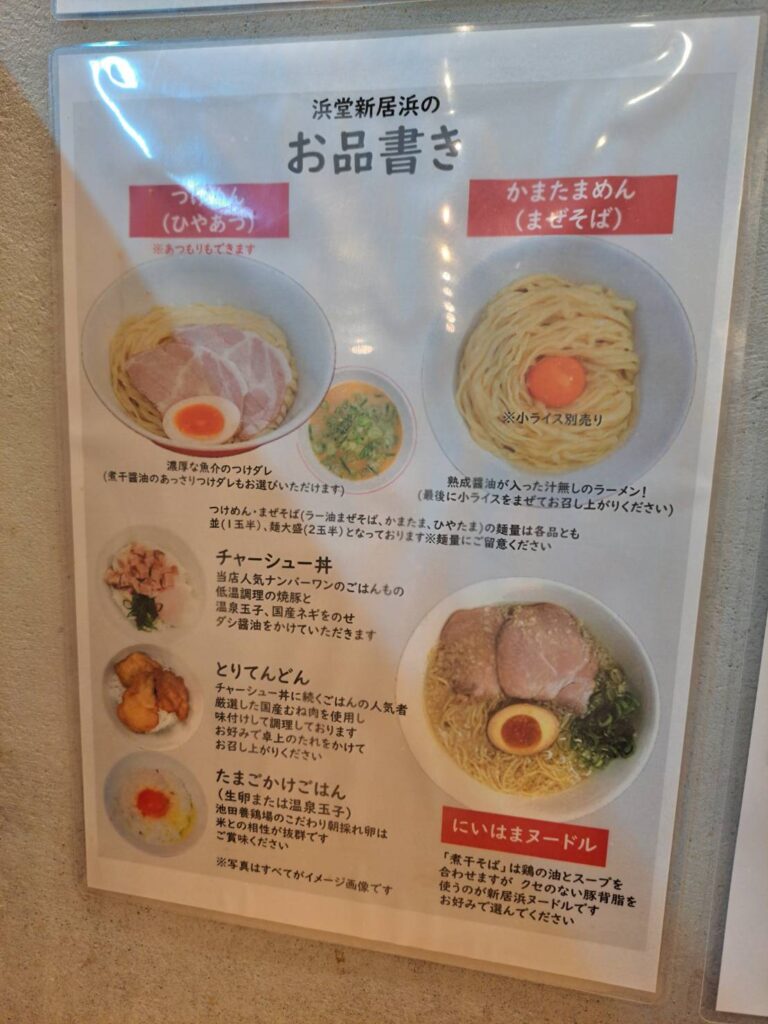 浜堂新居浜の
お品書き
つけめん
(ひやあつ)
※あつもりもできます
かまたまめん
(まぜそば)
※小ライス別売り
濃厚な魚介のつけダレ
(煮干醤油のあっさりつけダレもお選びいただけます)
熟成醤油が入った汁無しのラーメン!
(最後に小ライスをまぜてお召し上がりください)
つけめん・まぜそば(ラー油まぜそば、かまたま、ひやたま)の麺量は各品とも
並(1玉半)、麺大盛(2玉半)となっております※麺量にご留意ください
チャーシュー丼
当店人気ナンバーワンのごはんもの
低温調理の焼豚と
温泉玉子、国産ネギをのせ
ダシ醤油をかけていただきます
とりてんどん
チャーシュー丼に続くごはんの人気者
厳選した国産むね肉を使用し
味付けして調理しております
お好みで卓上のたれをかけて
お召し上がりください
たまごかけごはん
(生卵または温泉玉子)
池田養鶏場のこだわり朝採れ卵は
米との相性が抜群です
ご賞味ください
※写真はすべてがイメージ画像です
にいはまヌードル
「煮干そば」は鶏の油とスープを
合わせますが クセのない豚背脂を
使うのが新居浜ヌードルです
お好みで選んでください